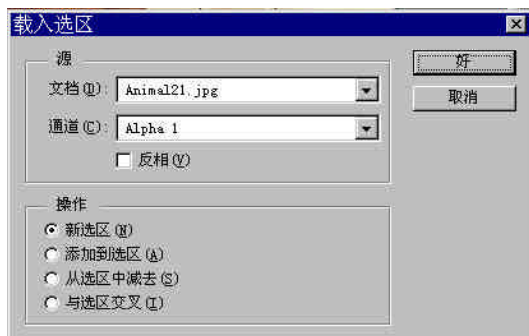 载入选区
源
文档(D): Animal21.jpg
通道(C): Alpha 1
反相(V)
好
取消
操作
新选区(N)
添加到选区(A)
从选区中减去(S)
与选区交叉(I)